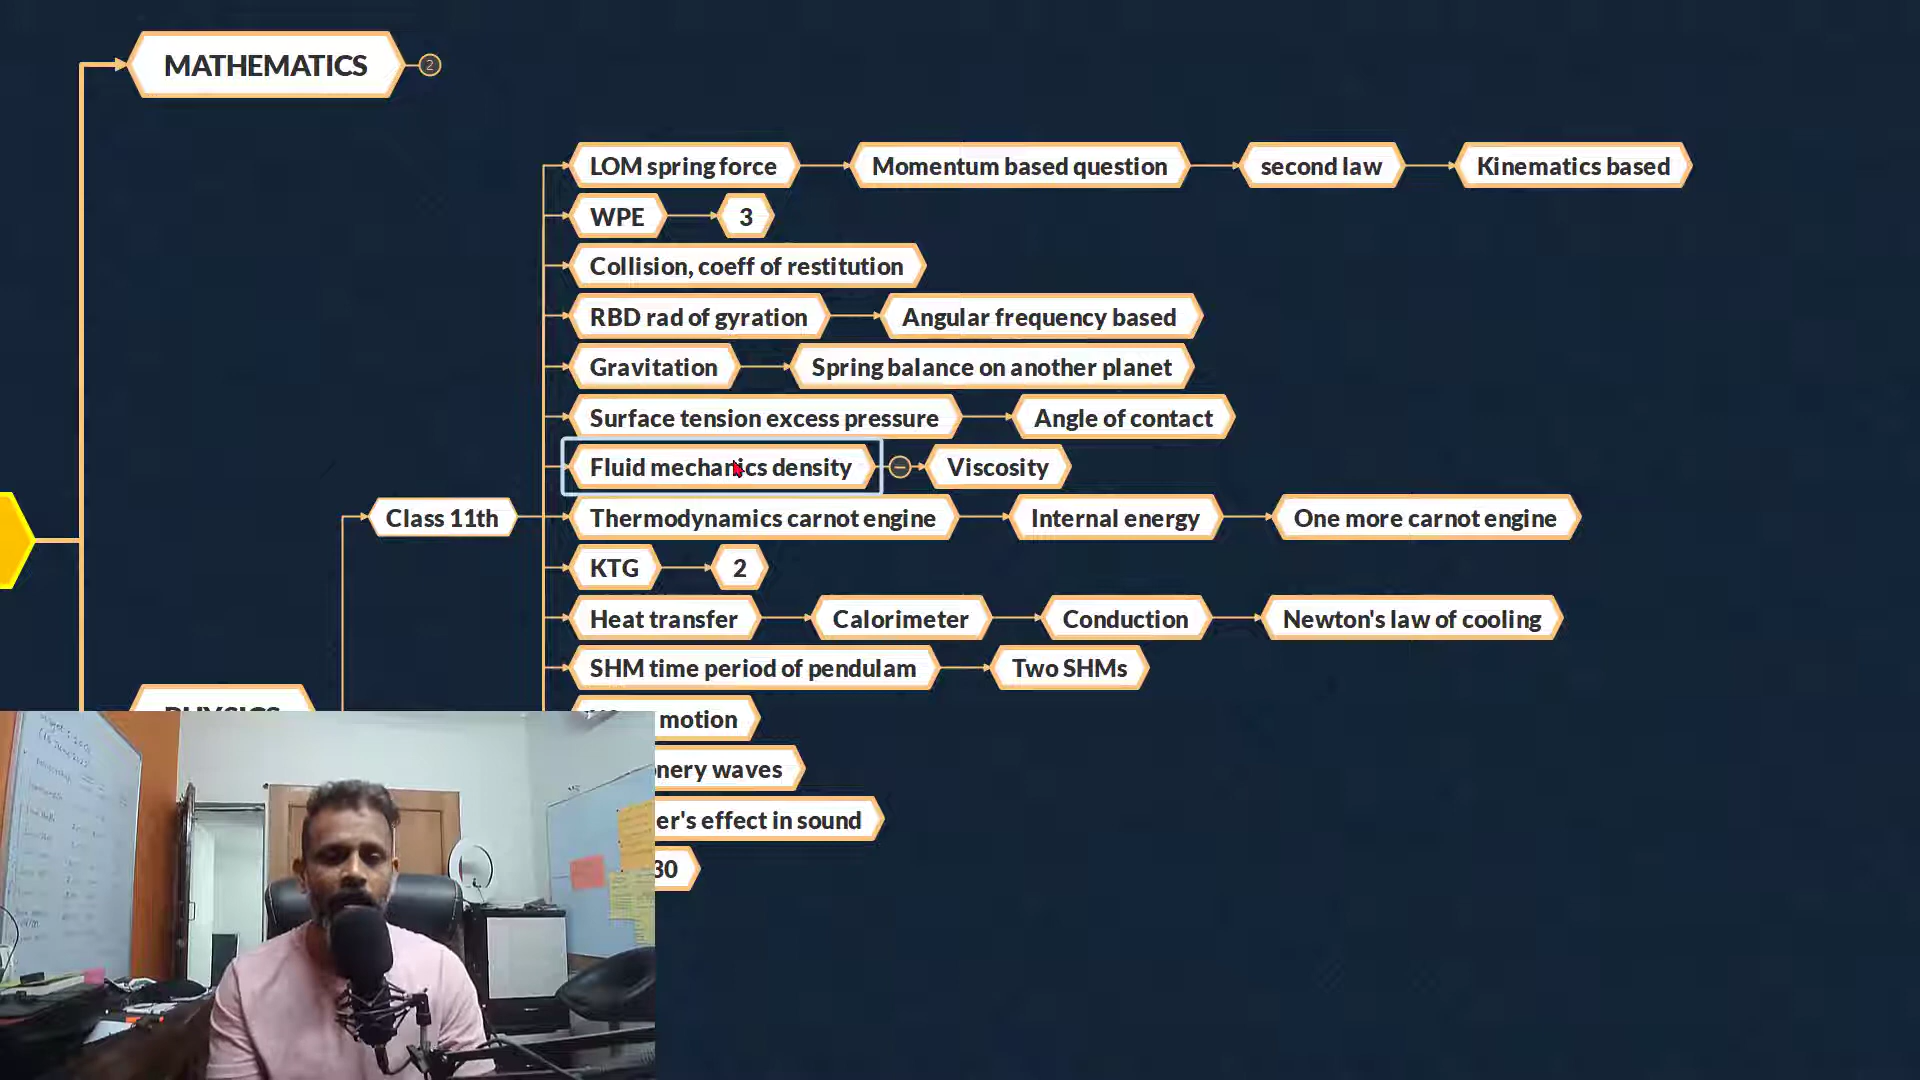 MATHEMATICS 2
LOM spring force Momentum based question second law Kinematics based
WPE 3
Collision, coeff of restitution
RBD rad of gyration Angular frequency based
Gravitation Spring balance on another planet
Surface tension excess pressure Angle of contact
Fluid mechanics density Viscosity
Class 11th Thermodynamics carnot engine Internal energy One more carnot engine
KTG 2
Heat transfer Calorimeter Conduction Newton's law of cooling
SHM time period of pendulam Two SHMs
PHYSICS
motion
nery waves
er's effect in sound
30